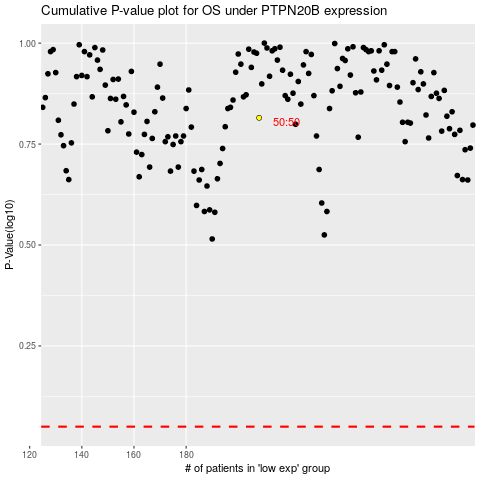 Cumulative P-value plot for OS under PTPN20B expression
1.00
0.75
0.50
0.25
P-Value(log10)
50:50
120 140 160 180
# of patients in 'low exp' group